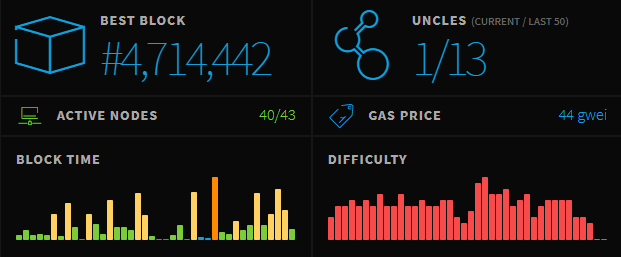 BEST BLOCK
#4,714,442
UNCLES (CURRENT / LAST 50)
1/13
ACTIVE NODES 40/43
GAS PRICE 44 gwei
BLOCK TIME
DIFFICULTY